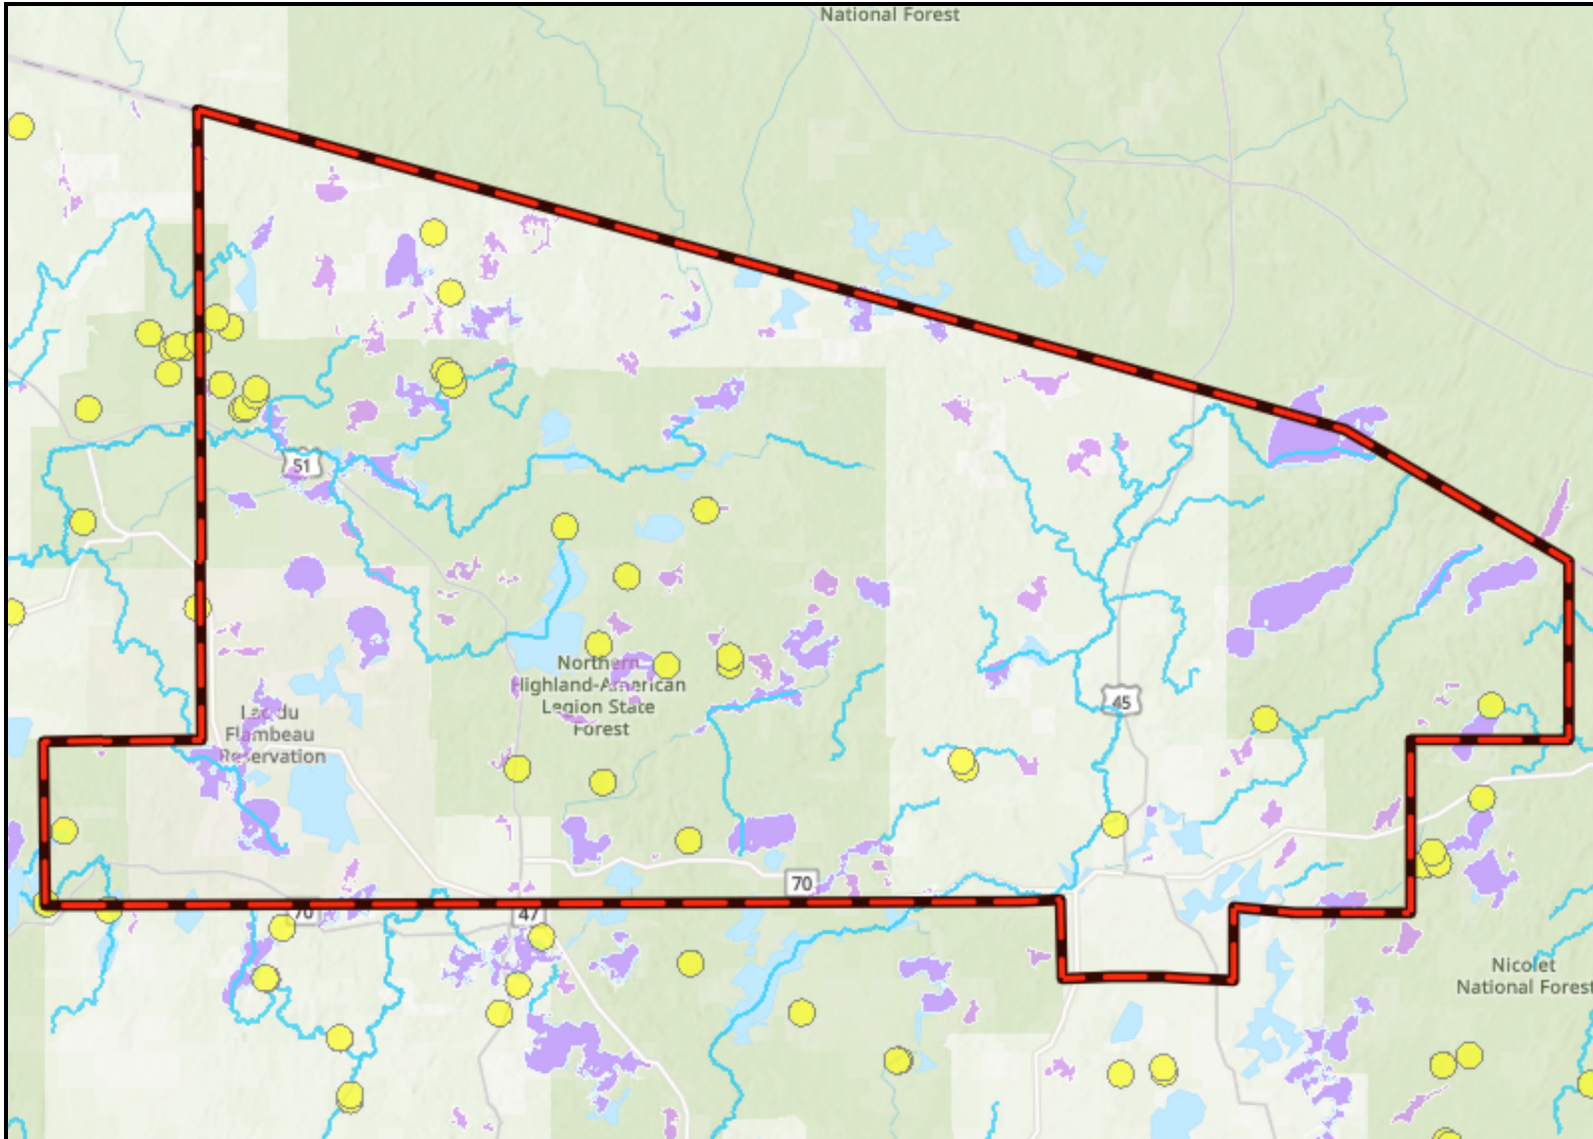 National Forest
51
Northern
Highland-American
Legion State
Forest
Lac du
Flambeau
Reservation
45
70
70
47
Nicolet
National Forest